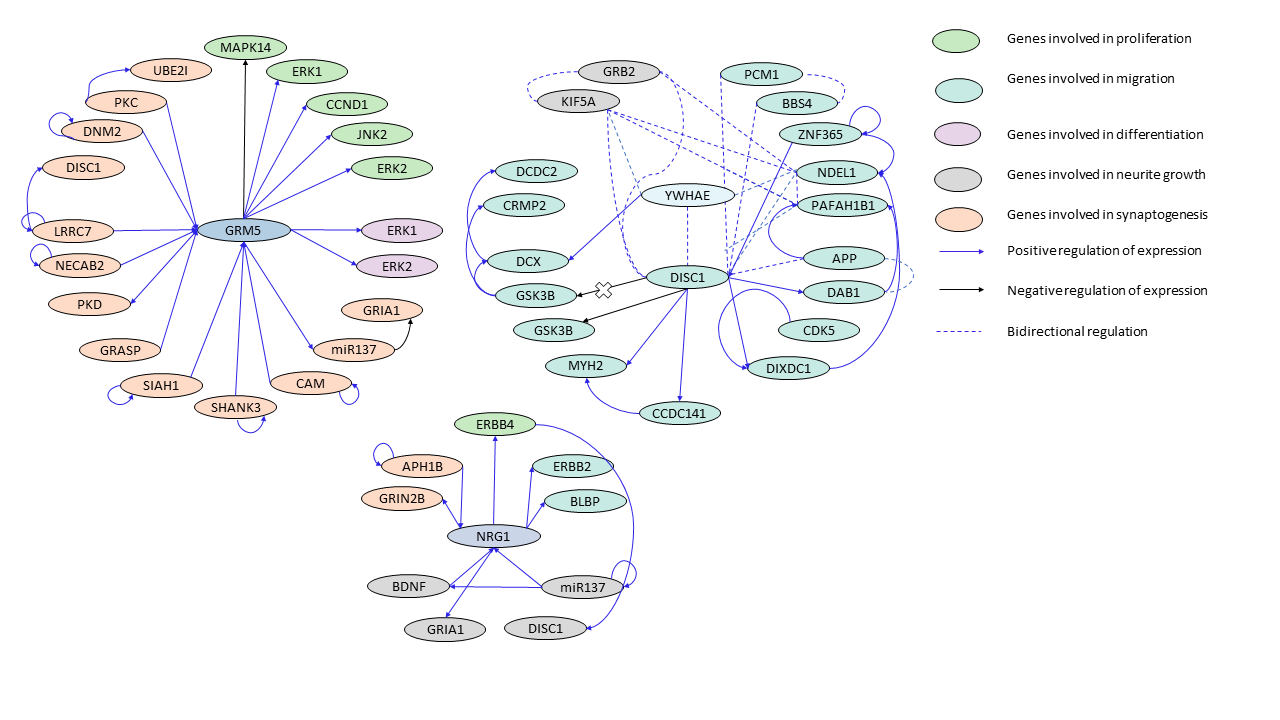 MAPK14
UBE2I
ERK1
PKC
CCND1
DNM2
JNK2
DISC1
ERK2
LRRC7
GRM5
ERK1
NECAB2
ERK2
PKD
GRIA1
GRASP
miR137
SIAH1
CAM
SHANK3
GRB2
PCM1
KIF5A
BBS4
ZNF365
DCDC2
NDEL1
CRMP2
YWHAE
PAFAH1B1
DCX
APP
DISC1
GSK3B
DAB1
GSK3B
CDK5
MYH2
DIXDC1
CCDC141
ERBB4
APH1B
ERBB2
GRIN2B
BLBP
NRG1
BDNF
miR137
GRIA1
DISC1
Genes involved in proliferation
Genes involved in migration
Genes involved in differentiation
Genes involved in neurite growth
Genes involved in synaptogenesis
Positive regulation of expression
Negative regulation of expression
Bidirectional regulation